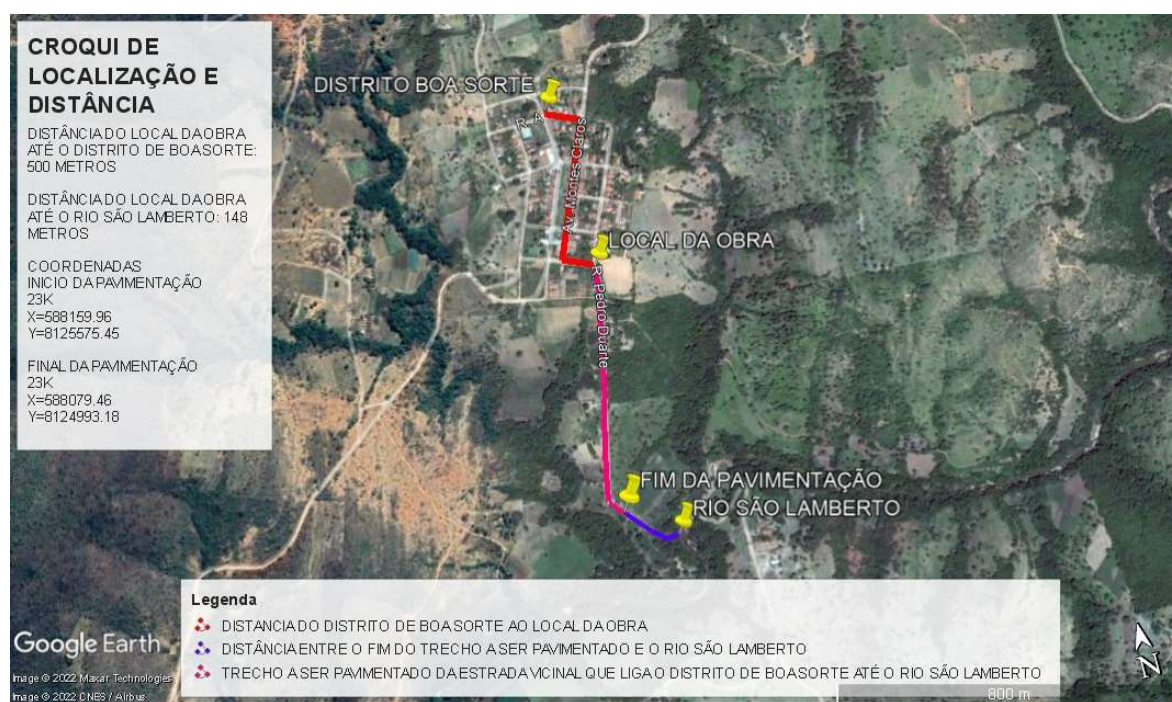 CROQUI DE
LOCALIZAÇÃO E
DISTÂNCIA
DISTÂNCIA DO LOCAL DA OBRA
ATÉ O DISTRITO DE BOA SORTE:
500 METROS
DISTÂNCIA DO LOCAL DA OBRA
ATÉ O RIO SÃO LAMBERTO: 148
METROS
COORDENADAS
INICIO DA PAVIMENTAÇÃO
23K
X=588159.96
Y=8125575.45
FINAL DA PAVIMENTAÇÃO
23K
X=588079.46
Y=8124993.18
DISTRITO BOA SORTE
R. A
Av. Montes Claros
LOCAL DA OBRA
R. Pedro Duarte
FIM DA PAVIMENTAÇÃO
RIO SÃO LAMBERTO
Legenda
DISTANCIA DO DISTRITO DE BOA SORTE AO LOCAL DA OBRA
DISTÂNCIA ENTRE O FIM DO TRECHO A SER PAVIMENTADO E O RIO SÃO LAMBERTO
TRECHO A SER PAVIMENTADO DA ESTRADA VICINAL QUE LIGA O DISTRITO DE BOA SORTE ATÉ O RIO SÃO LAMBERTO
Google Earth
Image © 2022 Maxar Technologies
Image © 2022 CNES / Airbus
800 m
N